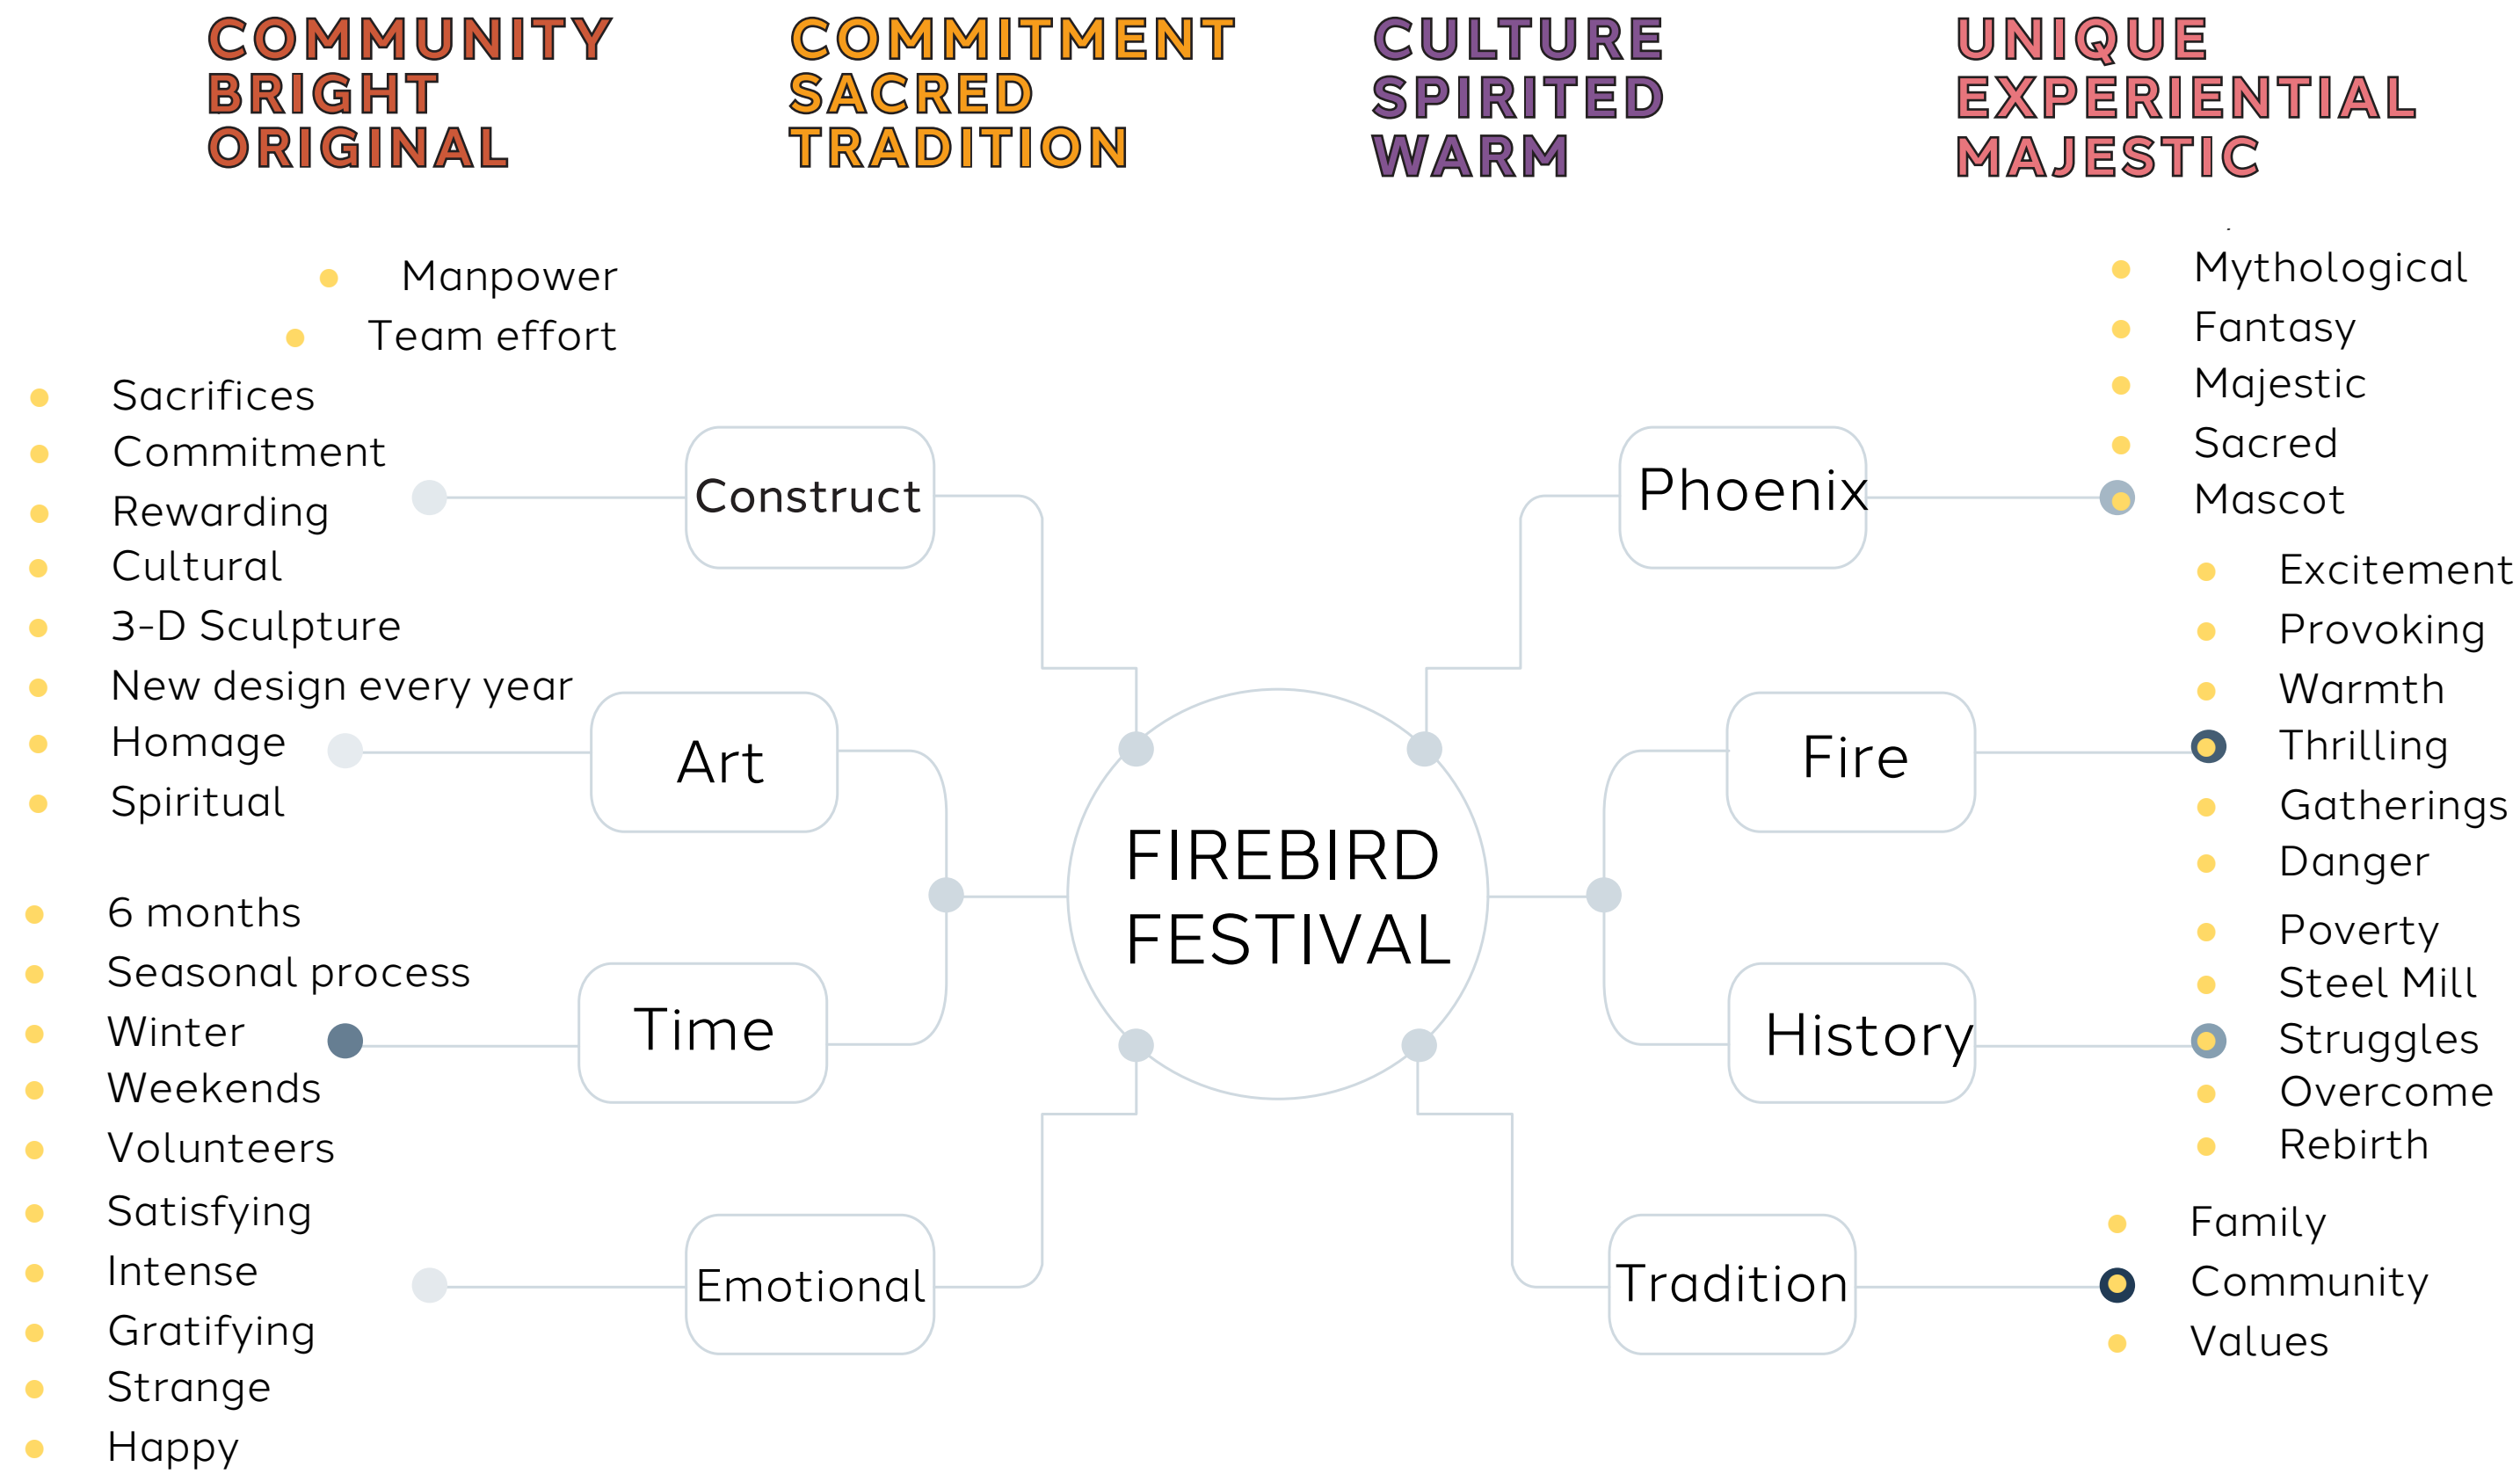 COMMUNITY
BRIGHT
ORIGINAL
COMMITMENT
SACRED
TRADITION
CULTURE
SPIRITED
WARM
UNIQUE
EXPERIENTIAL
MAJESTIC
Manpower
Team effort
Sacrifices
Commitment
Rewarding
Construct
Cultural
3-D Sculpture
New design every year
Homage
Spiritual
Art
6 months
Seasonal process
Winter
Weekends
Volunteers
Time
Satisfying
Intense
Gratifying
Strange
Happy
Emotional
FIREBIRD
FESTIVAL
Phoenix
Mythological
Fantasy
Majestic
Sacred
Mascot
Fire
Excitement
Provoking
Warmth
Thrilling
Gatherings
Danger
History
Poverty
Steel Mill
Struggles
Overcome
Rebirth
Tradition
Family
Community
Values